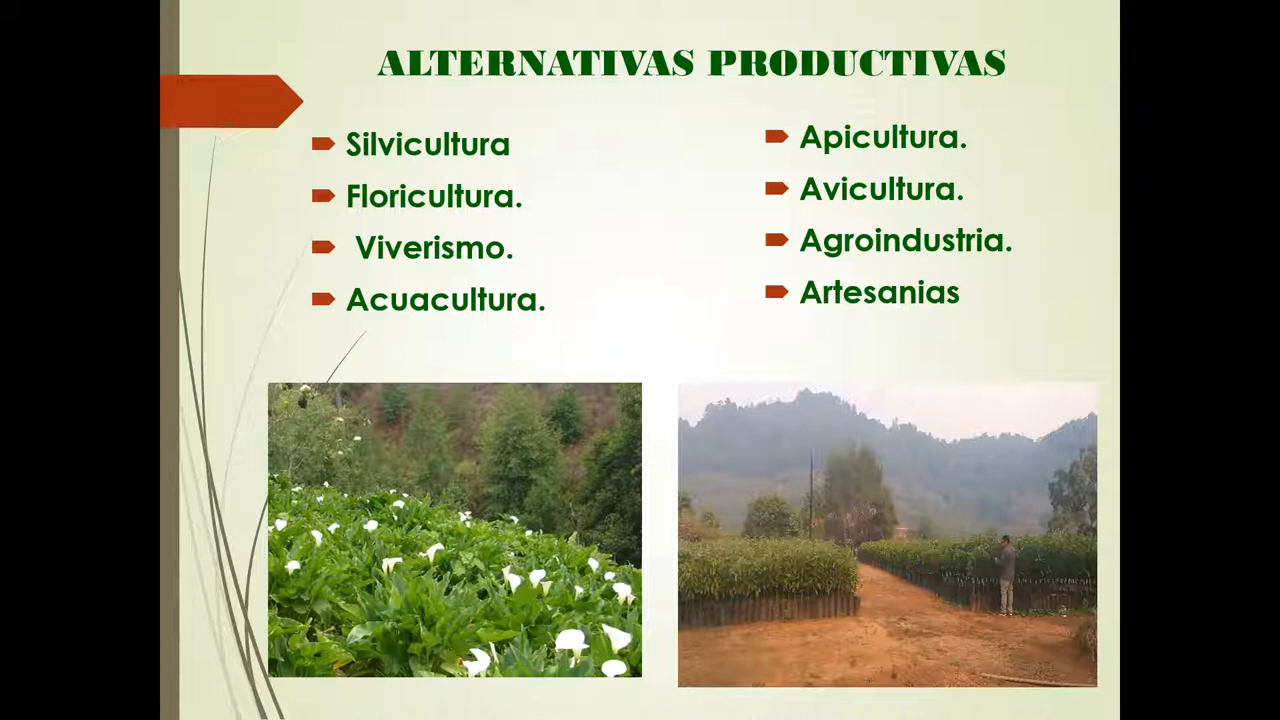 ALTERNATIVAS PRODUCTIVAS
Silvicultura
Floricultura.
Viverismo.
Acuacultura.
Apicultura.
Avicultura.
Agroindustria.
Artesanias